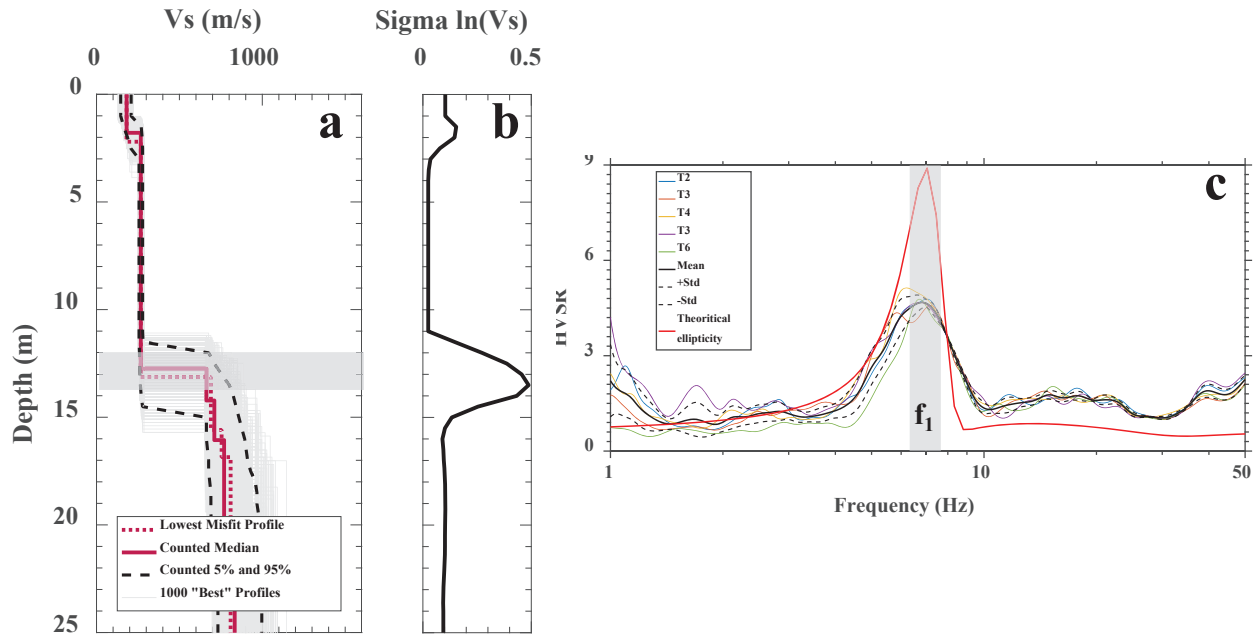 Vs (m/s)
0
1000
0
5
10
15
20
25
Depth (m)
a
Lowest Misfit Profile
Counted Median
Counted 5% and 95%
1000 "Best" Profiles
Sigma ln(Vs)
0
0.5
b
9
6
3
0
HVSR
T2
T3
T4
T3
T6
Mean
+Std
-Std
Theoritical
ellipticity
c
f1
1
10
50
Frequency (Hz)